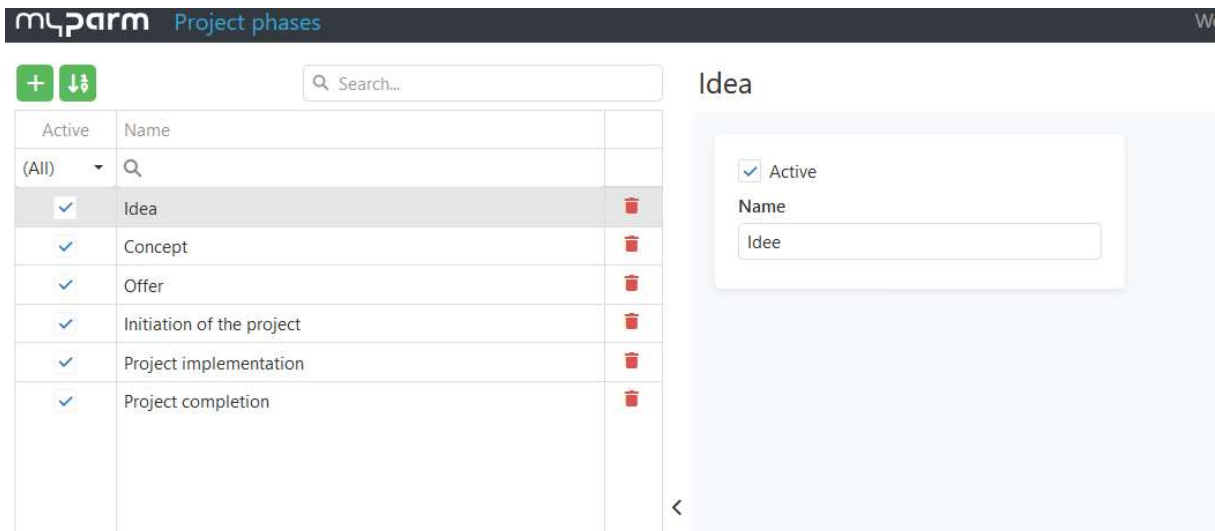 myparm Project phases
We
Search...
Active Name
(All)
Idea
Concept
Offer
Initiation of the project
Project implementation
Project completion
Idea
Active
Name
Idee